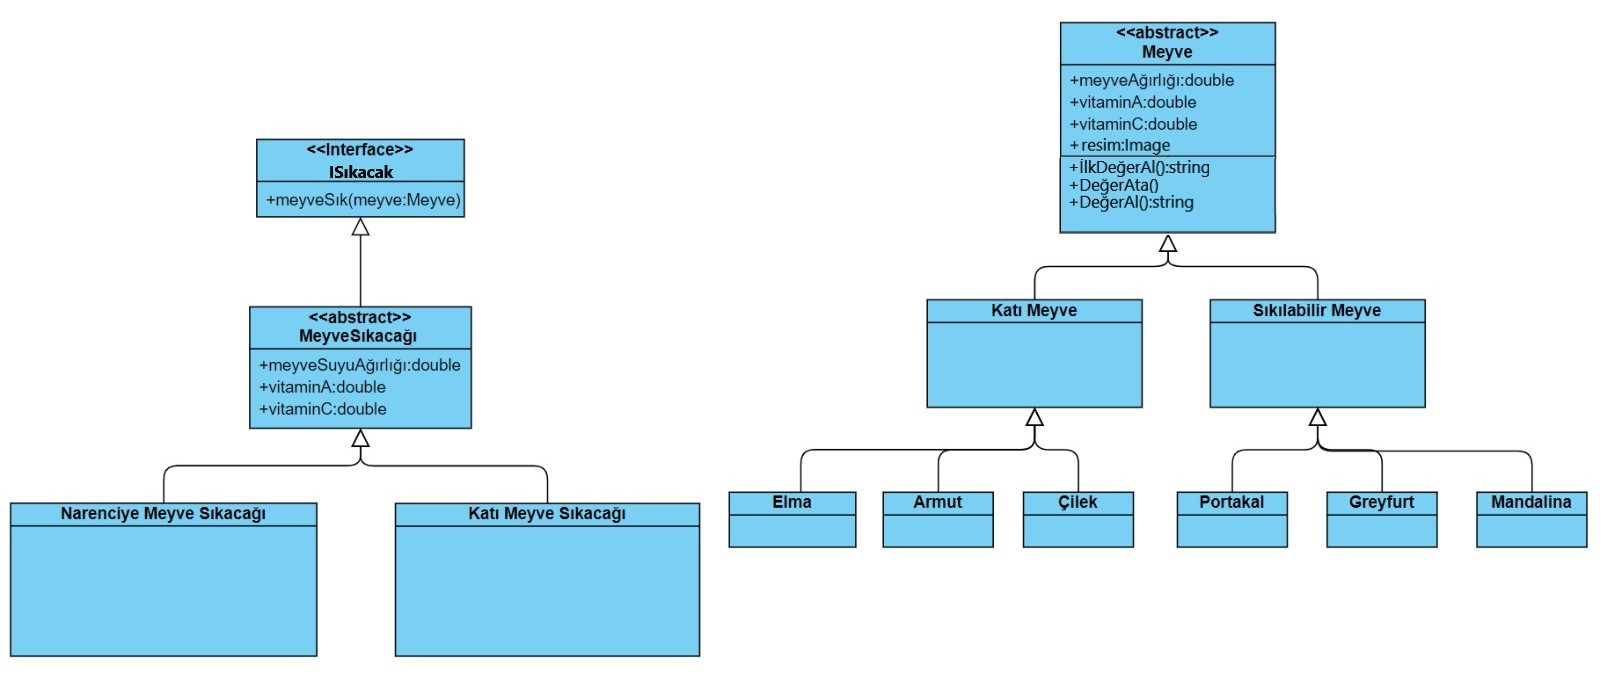 <<Interface>>
ISıkacak
+meyveSık(meyve:Meyve)
<<abstract>>
MeyveSıkacağı
+meyveSuyuAğırlığı:double
+vitaminA:double
+vitaminC:double
Narenciye Meyve Sıkacağı
Katı Meyve Sıkacağı
<<abstract>>
Meyve
+meyveAğırlığı:double
+vitaminA:double
+vitaminC:double
+ resim:Image
+İlkDeğerAl():string
+DeğerAta()
+DeğerAl():string
Katı Meyve
Sıkılabilir Meyve
Elma
Armut
Çilek
Portakal
Greyfurt
Mandalina